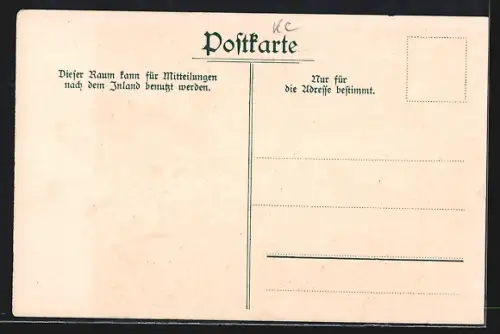 KC
Postkarte
Dieser Raum kann für Mitteilungen
nach dem Inland benutzt werden.
Nur für
die Adresse bestimmt.